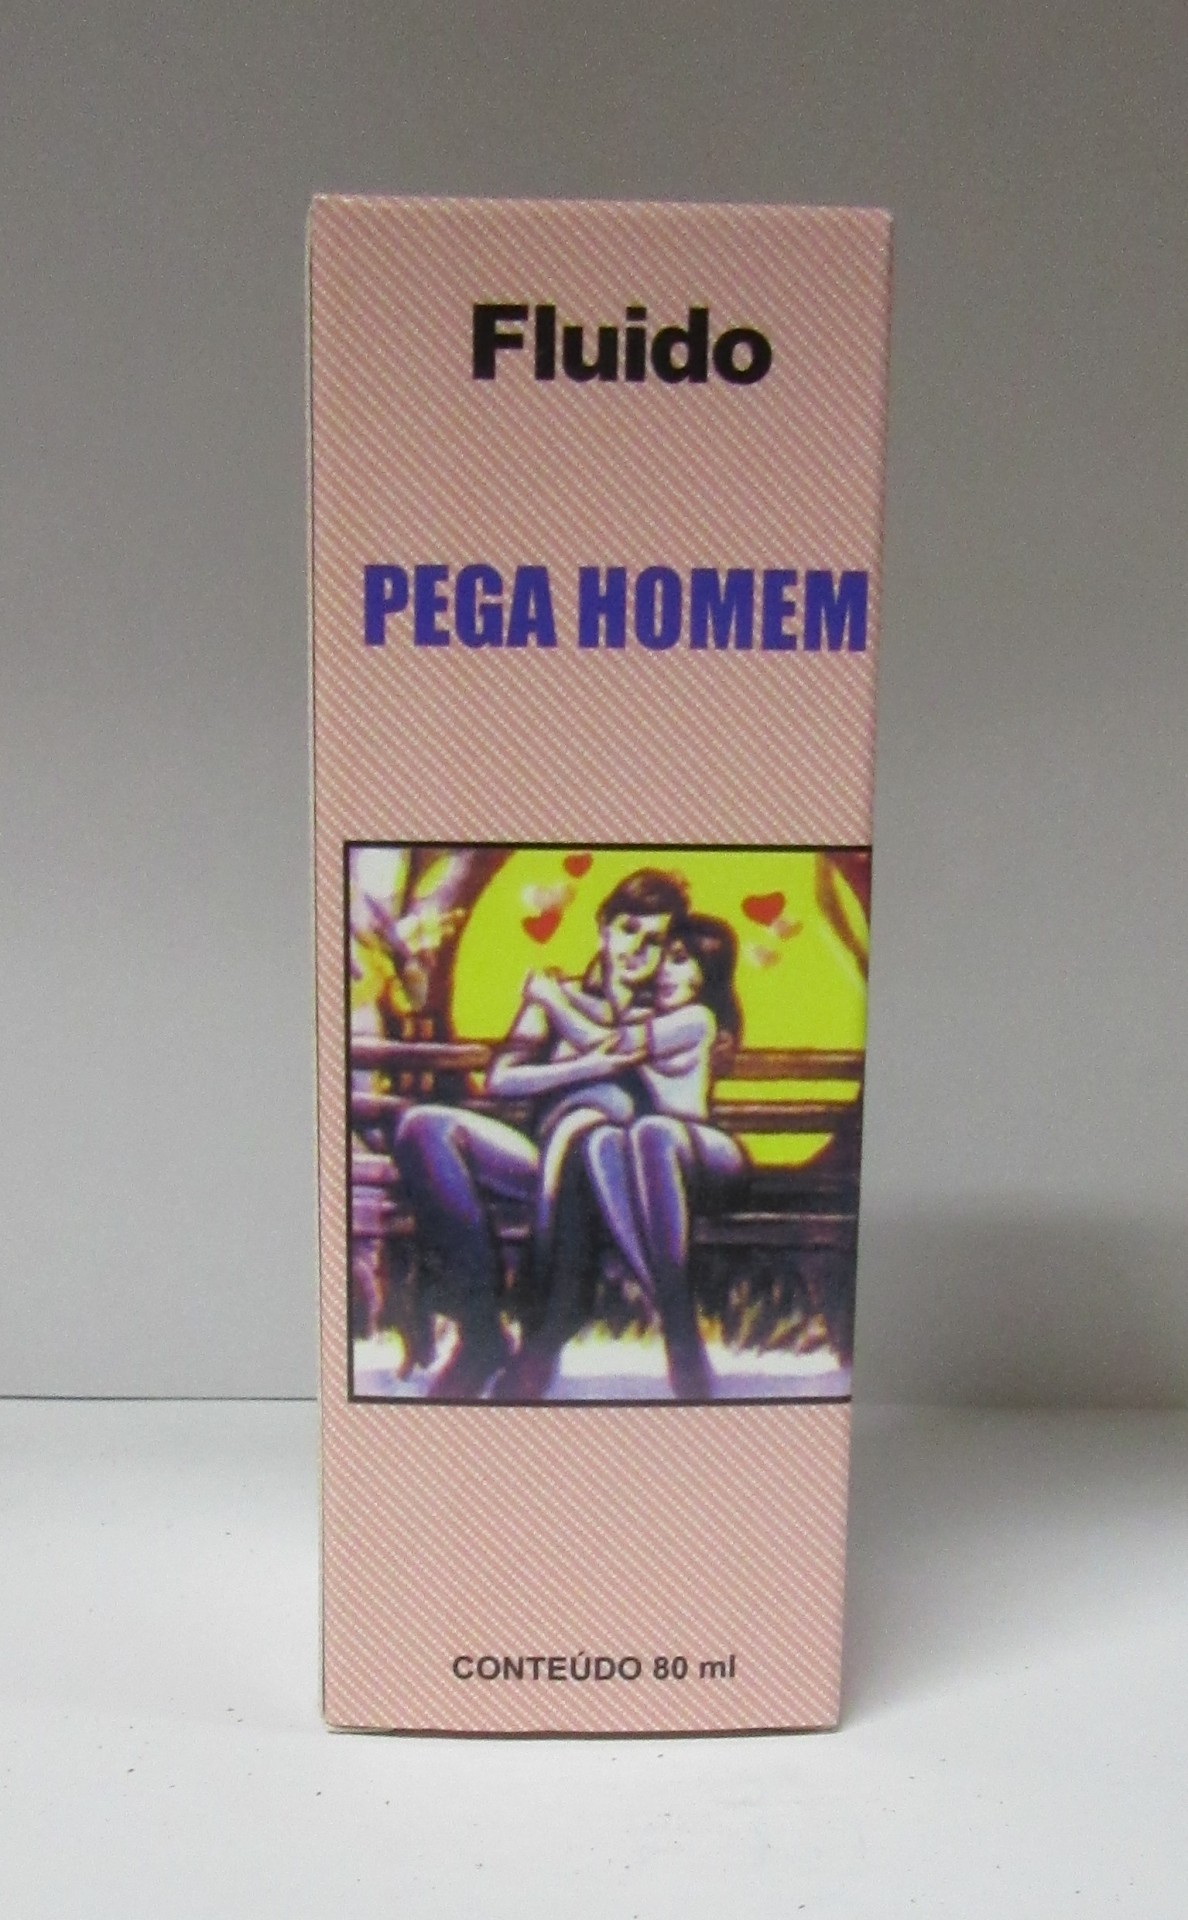 Fluido
PEGA HOMEM
CONTEÚDO 80 ml